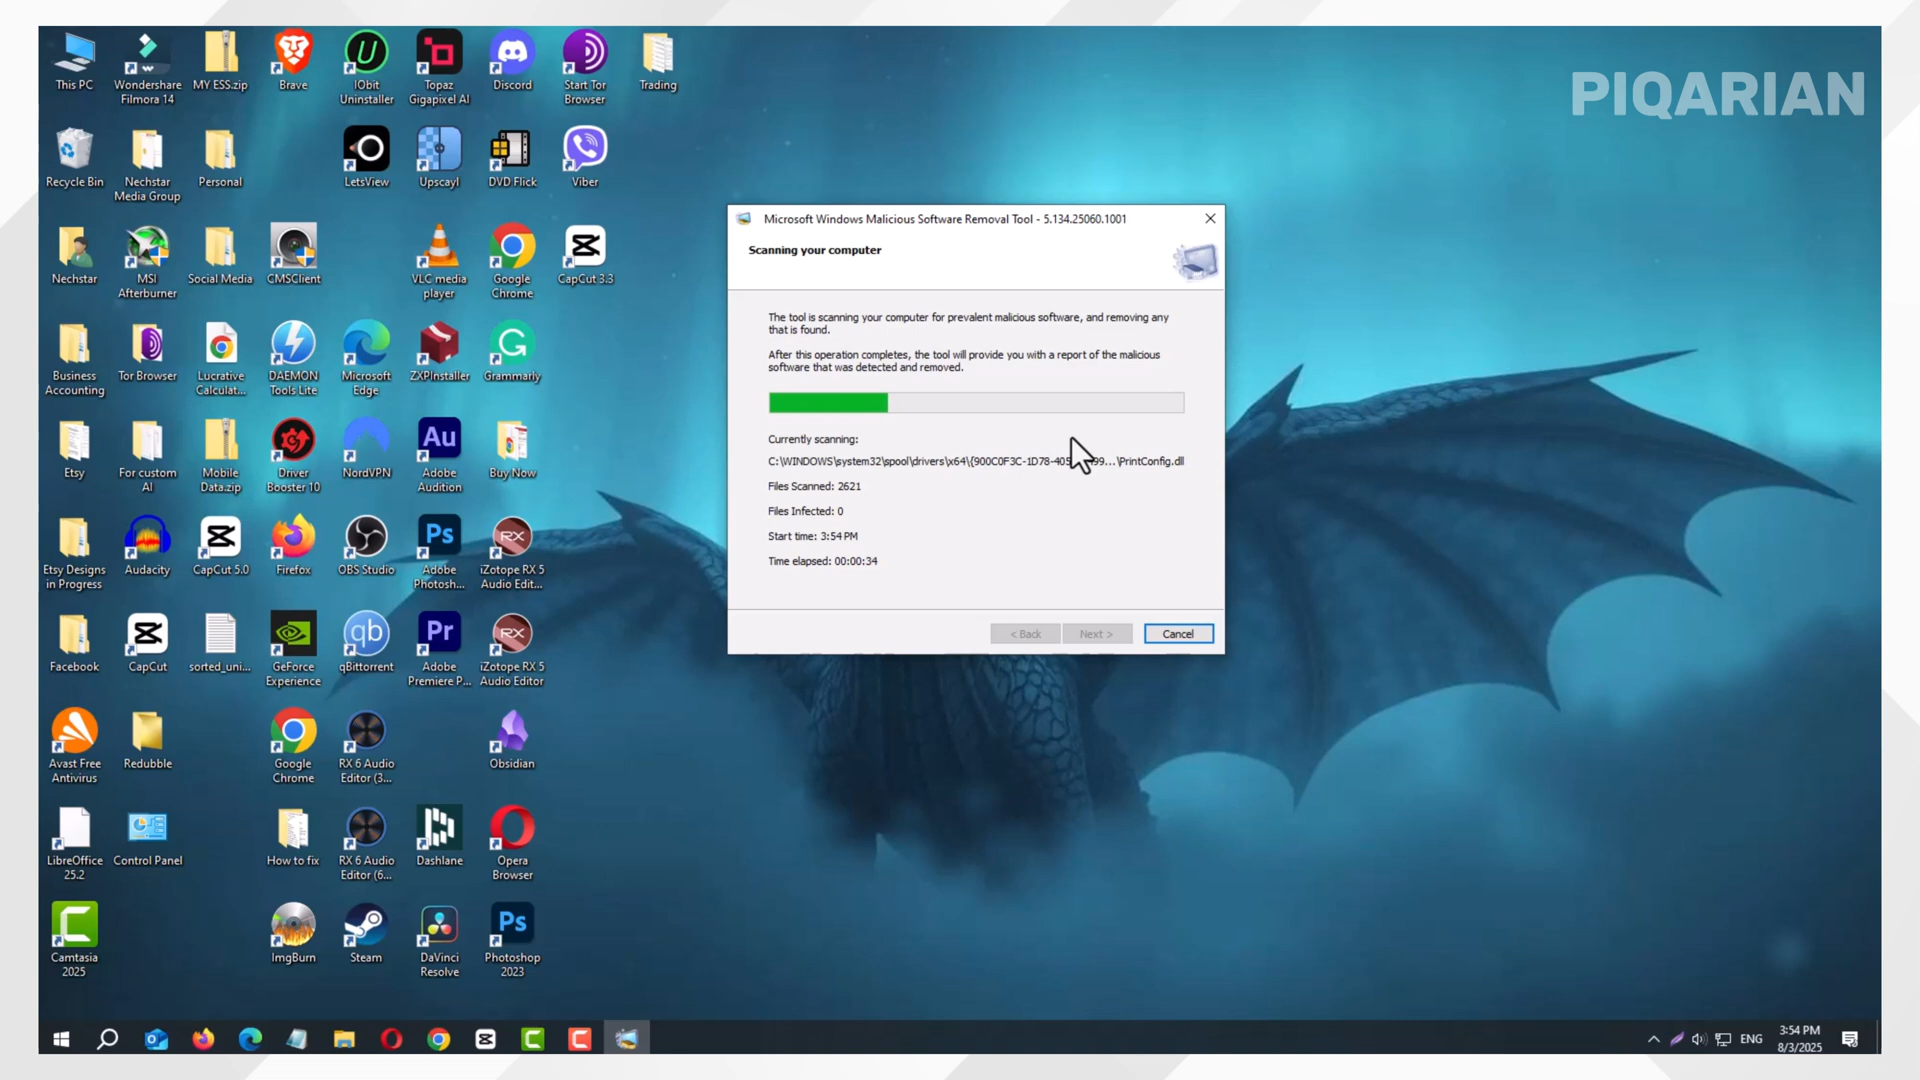 PIQARIAN
This PC
Wondershare
Filmora 14
MY ESS.zip
Brave
IObit
Uninstaller
Topaz
Gigapixel AI
Discord
Start Tor
Browser
Trading
Recycle Bin
Nechstar
Media Group
Personal
LetsView
Upscayl
DVD Flick
Viber
Nechstar
MSI
Afterburner
Social Media
CMSClient
VLC media
player
Google
Chrome
CapCut 3.3
Business
Accounting
Tor Browser
Lucrative
Calculat...
DAEMON
Tools Lite
Microsoft
Edge
ZXPInstaller
Grammarly
Etsy
For custom
AI
Mobile
Data.zip
Driver
Booster 10
NordVPN
Au
Adobe
Audition
Buy Now
Etsy Designs
in Progress
Audacity
CapCut 5.0
Firefox
OBS Studio
Ps
Adobe
Photosh...
RX
iZotope RX 5
Audio Edit...
Facebook
CapCut
sorted_uni...
GeForce
Experience
qb
qBittorrent
Pr
Adobe
Premiere P...
RX
iZotope RX 5
Audio Editor
Avast Free
Antivirus
Redubble
Google
Chrome
RX 6 Audio
Editor (3...
Obsidian
LibreOffice
25.2
Control Panel
How to fix
RX 6 Audio
Editor (6...
Dashlane
Opera
Browser
Camtasia
2025
ImgBurn
Steam
DaVinci
Resolve
Ps
Photoshop
2023
Microsoft Windows Malicious Software Removal Tool - 5.134.25060.1001
Scanning your computer
The tool is scanning your computer for prevalent malicious software, and removing any
that is found.
After this operation completes, the tool will provide you with a report of the malicious
software that was detected and removed.
Currently scanning:
C:\WINDOWS\system32\spool\drivers\x64\{900C0F3C-1D78-405 99...\PrintConfig.dll
Files Scanned: 2621
Files Infected: 0
Start time: 3:54 PM
Time elapsed: 00:00:34
< Back
Next >
Cancel
ENG
3:54 PM
8/3/2025